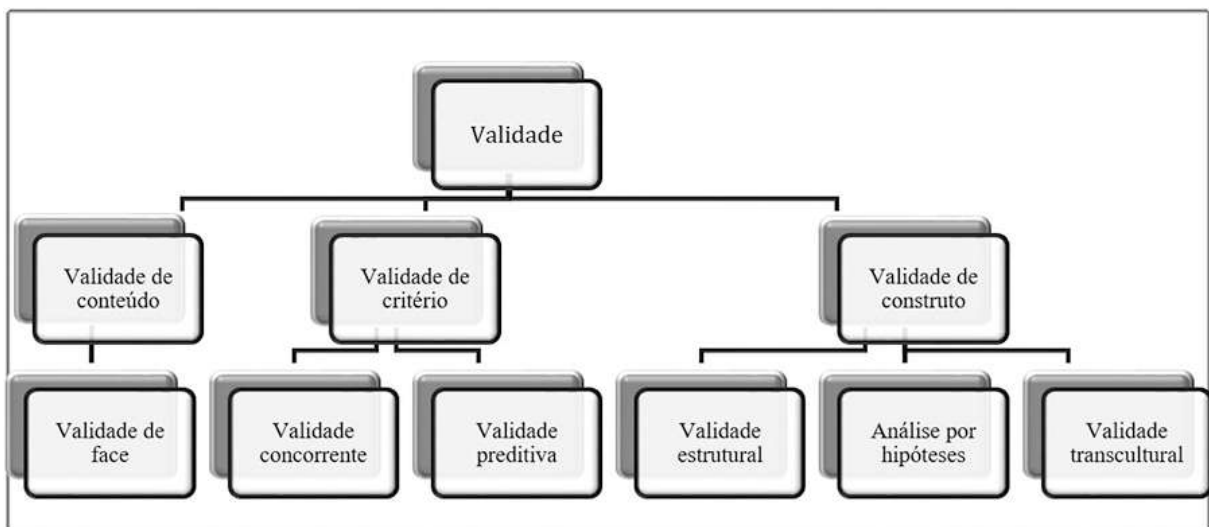 Validade
Validade de
conteúdo
Validade de
critério
Validade de
construto
Validade de
face
Validade
concorrente
Validade
preditiva
Validade
estrutural
Análise por
hipóteses
Validade
transcultural